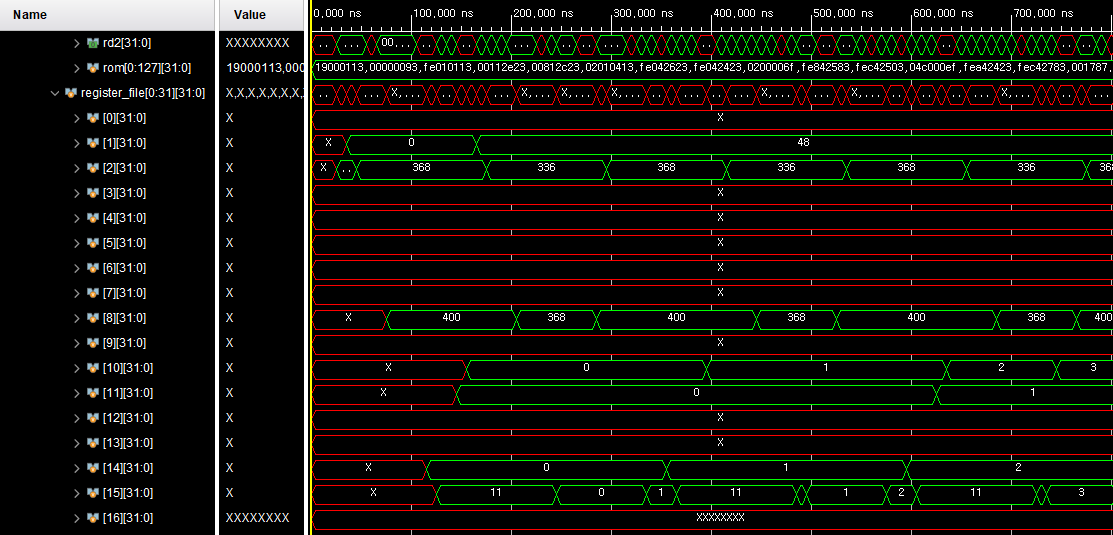 Name Value 0,000 ns 100,000 ns 200,000 ns 300,000 ns 400,000 ns 500,000 ns 600,000 ns 700,000 ns
rd2[31:0] XXXXXXXX ... 00...
rom[0:127][31:0] 19000113,000 19000113,00000093,fe010113,00112e23,00812c23,02010413,fe042623,fe042423,0200006f,fe842583,fec42503,04c000ef,fea42423,fec42783,001787.
register_file[0:31][31:0] X,X,X,X,X,X,X, X,... X,... X,... X,... X,... X,...
[0][31:0] X X
[1][31:0] X X 0 48
[2][31:0] X X .. 368 336 368 336 368 336 368
[3][31:0] X X
[4][31:0] X X
[5][31:0] X X
[6][31:0] X X
[7][31:0] X X
[8][31:0] X X 400 368 400 368 400 368 400
[9][31:0] X X
[10][31:0] X X 0 1 2 3
[11][31:0] X X 0 1
[12][31:0] X X
[13][31:0] X X
[14][31:0] X X 0 1 2
[15][31:0] X X 11 0 1 11 1 2 11 3
[16][31:0] XXXXXXXX XXXXXXXX